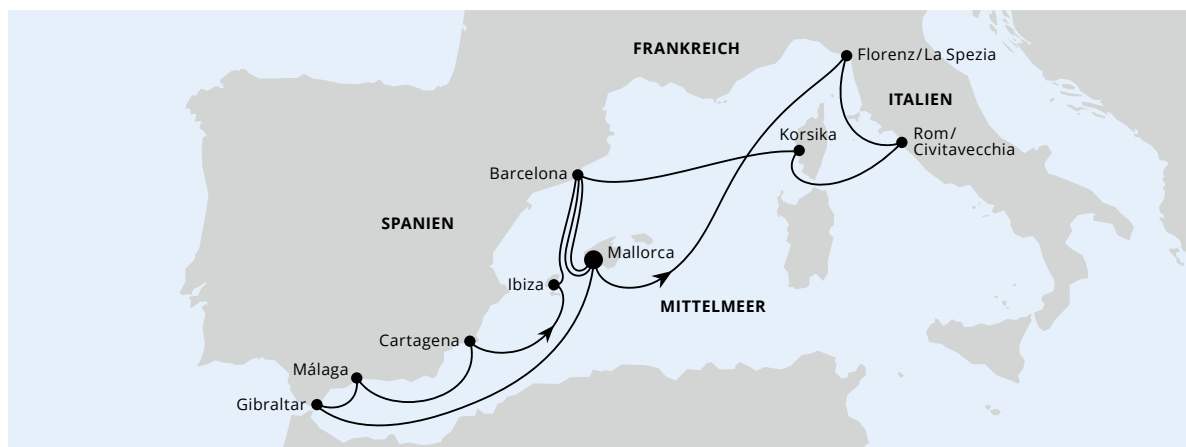 FRANKREICH
Florenz/La Spezia
ITALIEN
Korsika
Rom/
Civitavecchia
Barcelona
SPANIEN
Mallorca
Ibiza
MITTELMEER
Cartagena
Málaga
Gibraltar